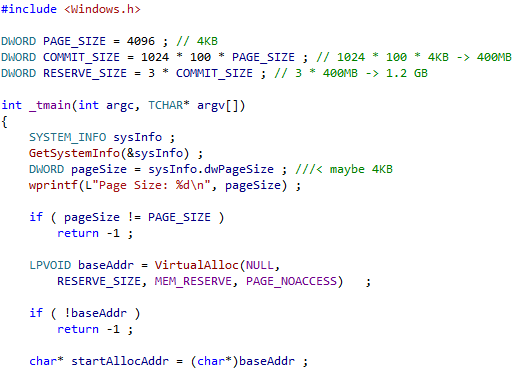 #include <Windows.h>
DWORD PAGE_SIZE = 4096 ; // 4KB
DWORD COMMIT_SIZE = 1024 * 100 * PAGE_SIZE ; // 1024 * 100 * 4KB -> 400MB
DWORD RESERVE_SIZE = 3 * COMMIT_SIZE ; // 3 * 400MB -> 1.2 GB
int _tmain(int argc, TCHAR* argv[])
{
SYSTEM_INFO sysInfo ;
GetSystemInfo(&sysInfo) ;
DWORD pageSize = sysInfo.dwPageSize ; ///< maybe 4KB
wprintf(L"Page Size: %d\n", pageSize) ;
if ( pageSize != PAGE_SIZE )
return -1 ;
LPVOID baseAddr = VirtualAlloc(NULL,
RESERVE_SIZE, MEM_RESERVE, PAGE_NOACCESS) ;
if ( !baseAddr )
return -1 ;
char* startAllocAddr = (char*)baseAddr ;